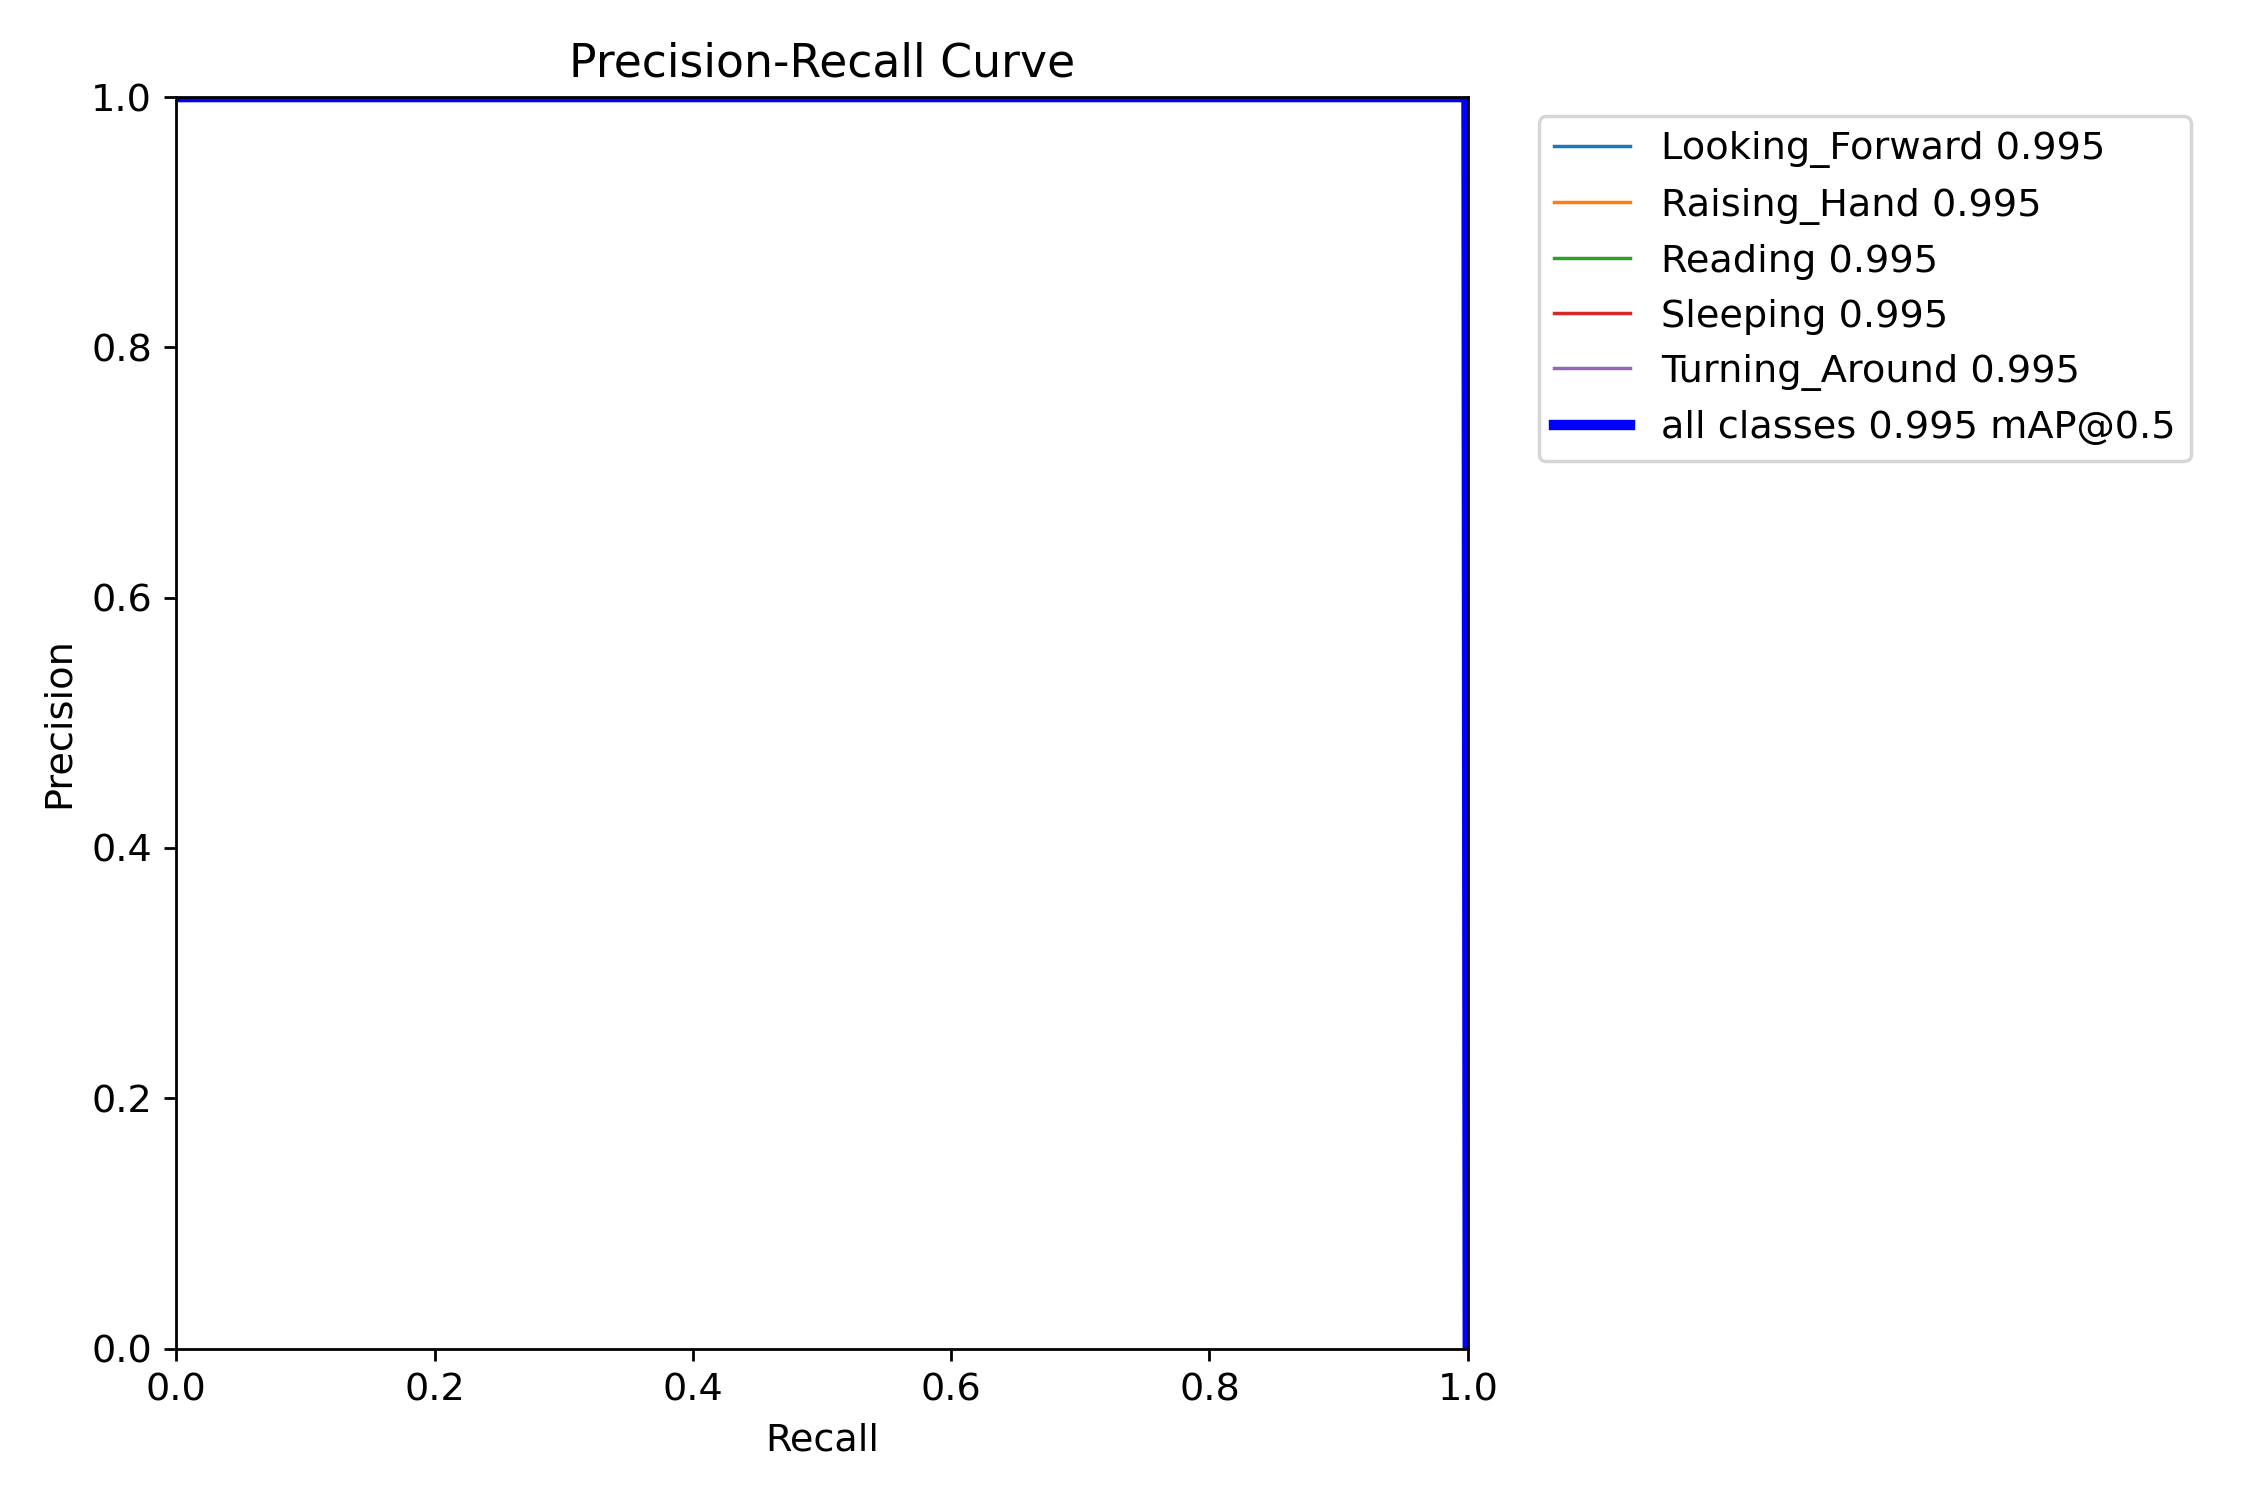 Precision-Recall Curve
1.0
0.8
0.6
0.4
0.2
0.0
Precision
0.0 0.2 0.4 0.6 0.8 1.0
Recall
Looking_Forward 0.995
Raising_Hand 0.995
Reading 0.995
Sleeping 0.995
Turning_Around 0.995
all classes 0.995 mAP@0.5